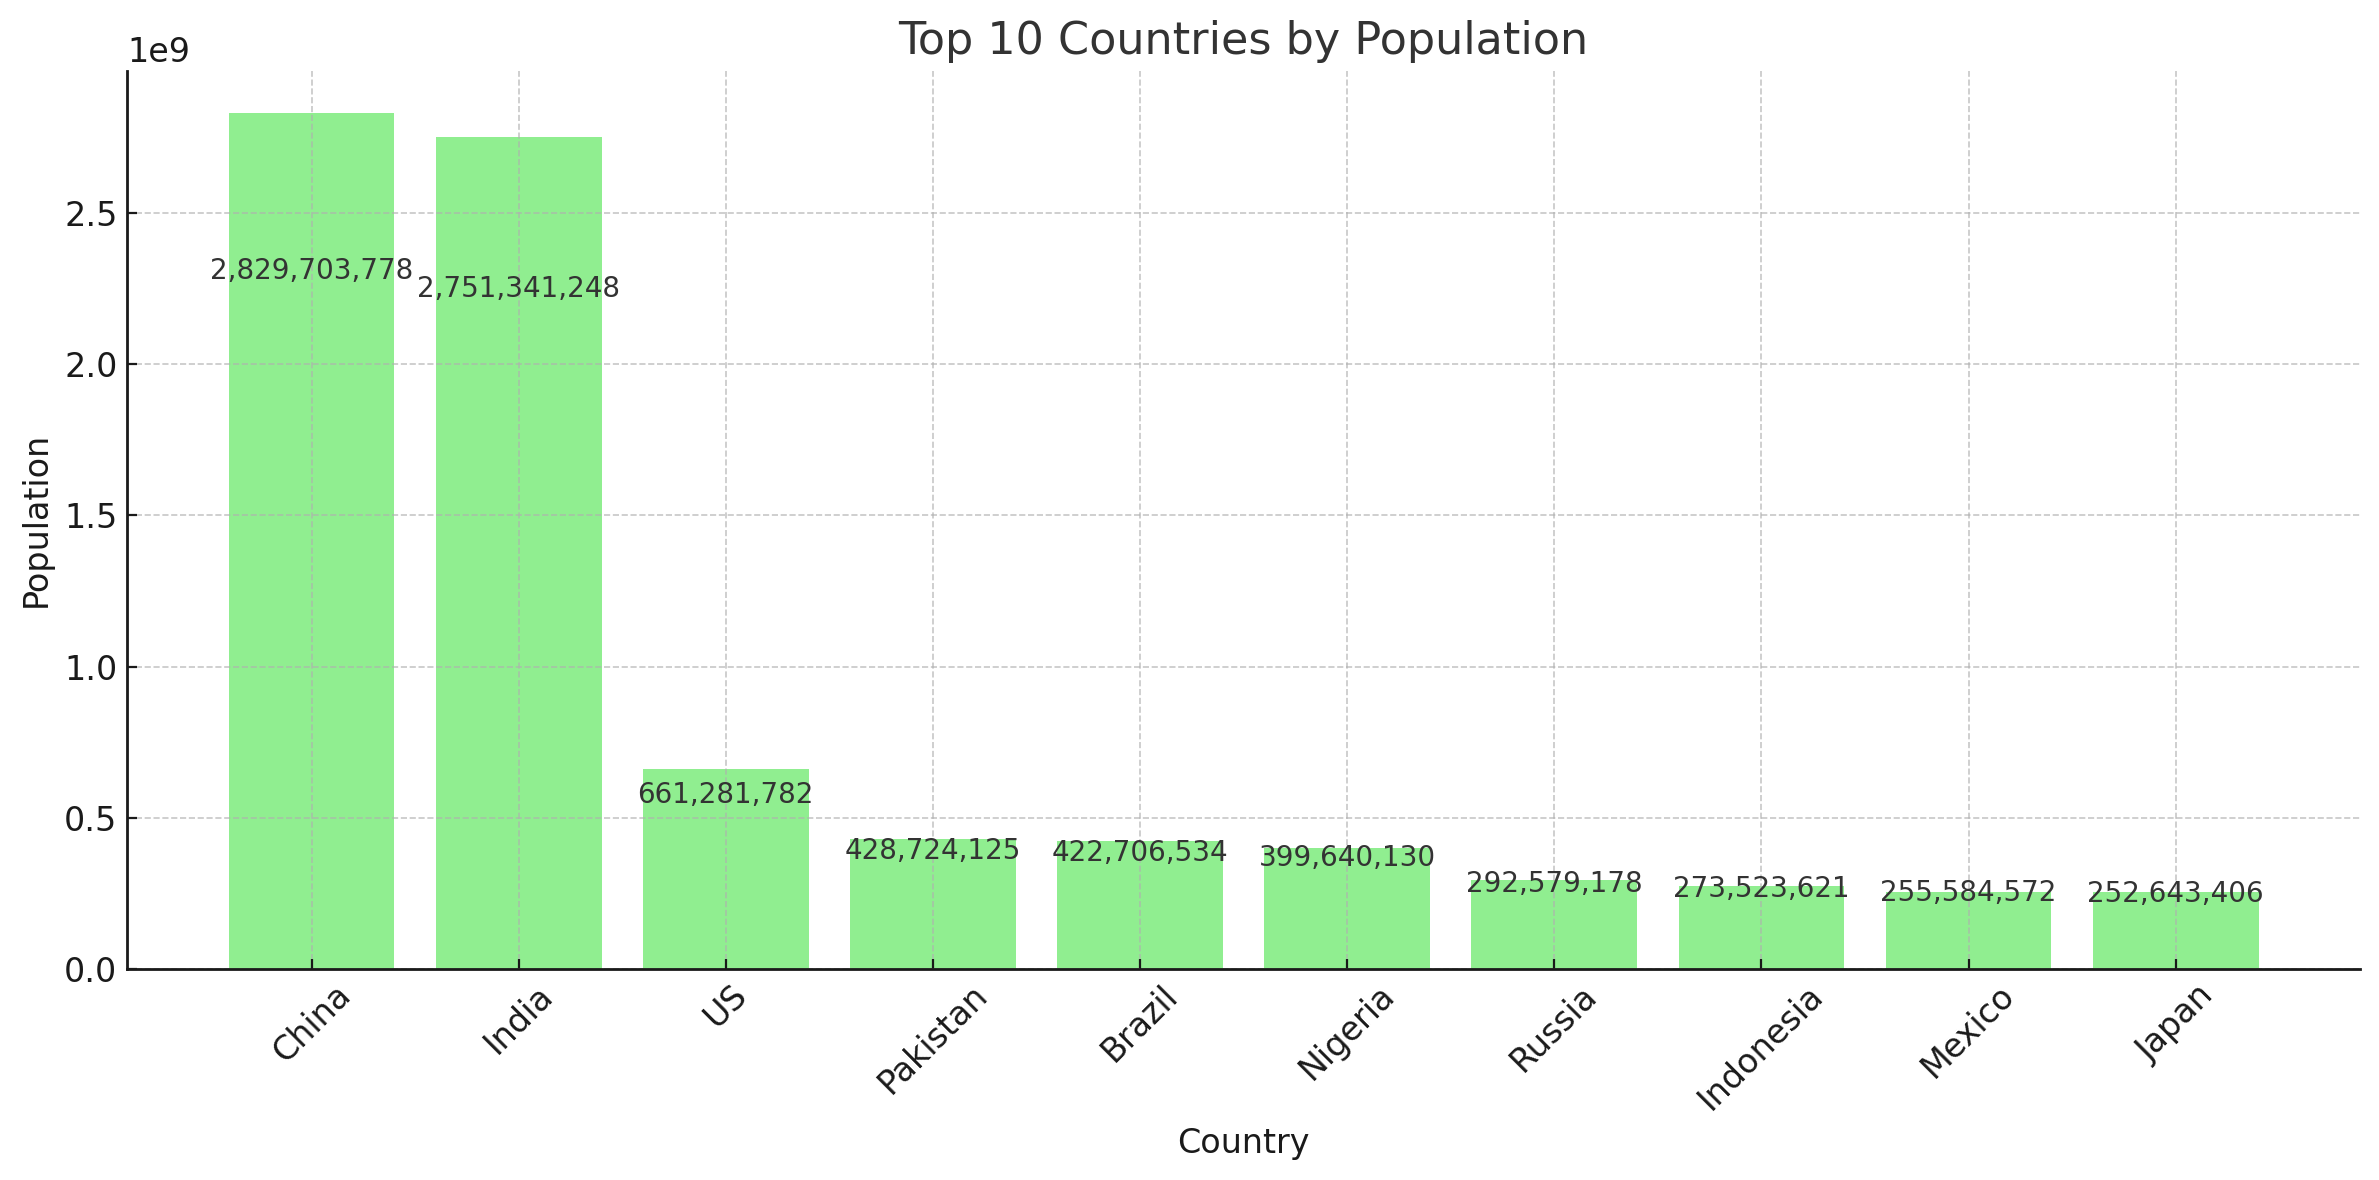 Top 10 Countries by Population
1e9
2.5
2.0
1.5
1.0
0.5
0.0
Population
2,829,703,778
2,751,341,248
661,281,782
428,724,125
422,706,534
399,640,130
292,579,178
273,523,621
255,584,572
252,643,406
China
India
US
Pakistan
Brazil
Nigeria
Russia
Indonesia
Mexico
Japan
Country